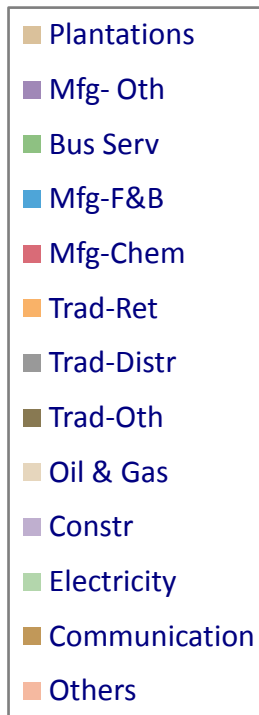 Plantations
Mfg- Oth
Bus Serv
Mfg-F&B
Mfg-Chem
Trad-Ret
Trad-Distr
Trad-Oth
Oil & Gas
Constr
Electricity
Communication
Others